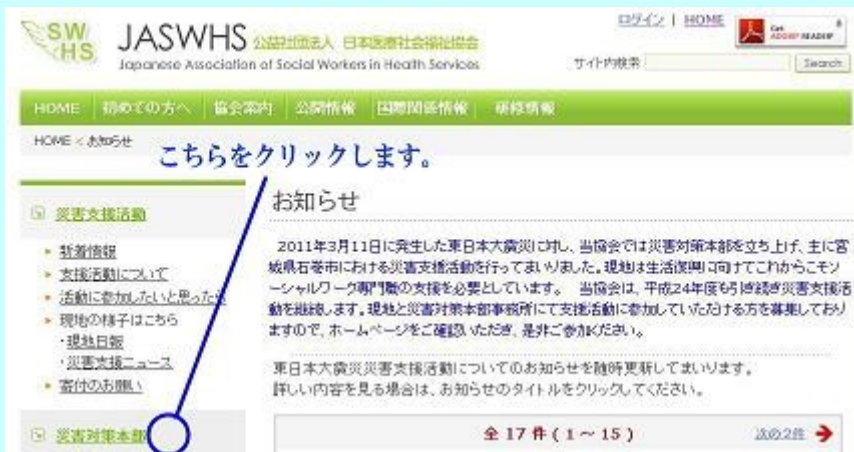 SW
HS
JASWHS 公益社団法人 日本医療社会福祉協会
Japanese Association of Social Workers in Health Services
ログイン | HOME
Get ADOBE READER
サイト内検索
Search
HOME 初めての方へ 協会案内 公開情報 国際関係情報 研修情報
HOME < お知らせ
こちらをクリックします。
災害支援活動
新着情報
支援活動について
活動に参加したいと思ったら
現地の様子はこちら
・現地日報
・災害支援ニュース
寄付のお願い
災害対策本部
お知らせ
2011年3月11日に発生した東日本大震災に対し、当協会では災害対策本部を立ち上げ、主に宮
城県石巻市における災害支援活動を行ってまいりました。現地は生活復興に向けてこれからこそソ
ーシャルワーク専門職の支援を必要としています。 当協会は、平成24年度も引き続き災害支援活
動を継続します。現地と災害対策本部事務所にて支援活動に参加していただける方を募集しており
ますので、ホームページをご確認いただき、是非ご参加ください。
東日本大震災災害支援活動についてのお知らせを随時更新してまいります。
詳しい内容を見る場合は、お知らせのタイトルをクリックしてください。
全 17 件 ( 1 ～ 15 )
次の2件